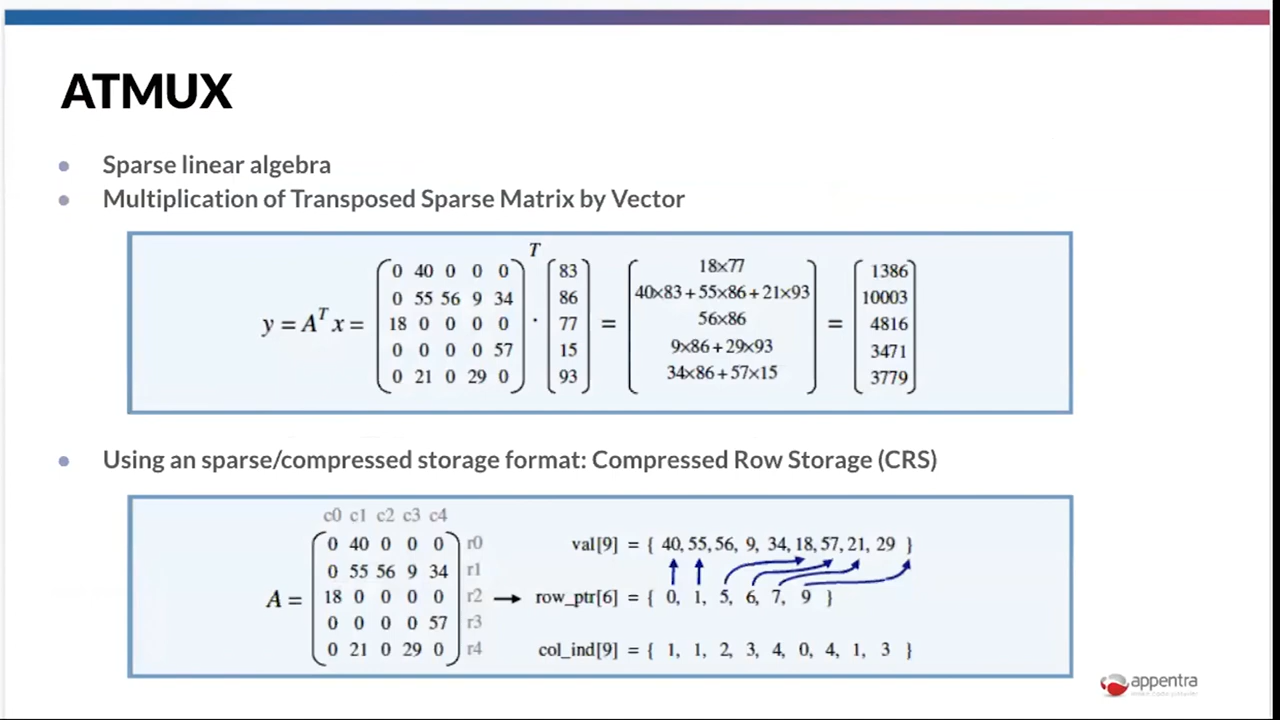 ATMUX
● Sparse linear algebra
● Multiplication of Transposed Sparse Matrix by Vector
T
0 40 0 0 0 83 18×77 1386
0 55 56 9 34 86 40×83+55×86+21×93 10003
y = A^T x = 18 0 0 0 0 · 77 = 56×86 = 4816
0 0 0 0 57 15 9×86+29×93 3471
0 21 0 29 0 93 34×86+57×15 3779
● Using an sparse/compressed storage format: Compressed Row Storage (CRS)
c0 c1 c2 c3 c4
0 40 0 0 0 r0 val[9] = { 40, 55, 56, 9, 34, 18, 57, 21, 29 }
0 55 56 9 34 r1
A = 18 0 0 0 0 r2 → row_ptr[6] = { 0, 1, 5, 6, 7, 9 }
0 0 0 0 57 r3
0 21 0 29 0 r4 col_ind[9] = { 1, 1, 2, 3, 4, 0, 4, 1, 3 }
appentra